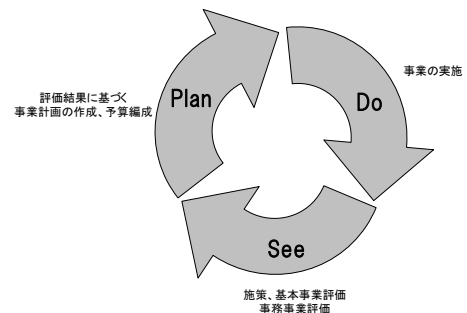 Plan
評価結果に基づく
事業計画の作成、予算編成
Do
事業の実施
See
施策、基本事業評価
事務事業評価